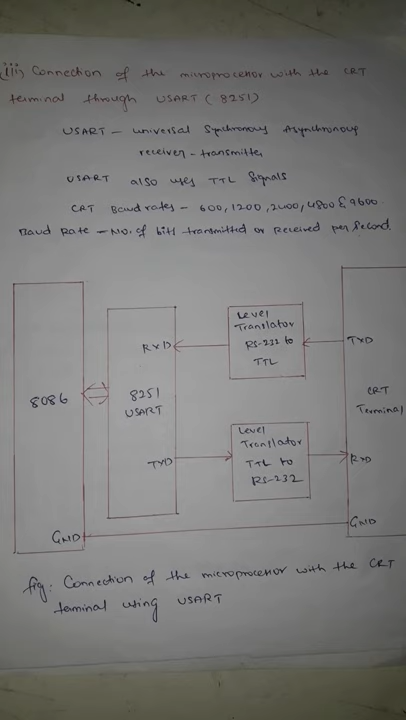 (iii) Connection of the microprocessor with the CRT
terminal through USART (8251)
USART - universal Synchronous Asynchronous
receiver - transmitter
USART also uses TTL Signals
CRT Baud rates - 600, 1200, 2400, 4800 & 9600.
Baud Rate - No. of bits transmitted or Received per Second.
Level
Translator
RS-232 to
TTL
RXD
TXD
8086
8251
USART
CRT
Terminal
Level
Translator
TTL to
RS-232
TXD
RXD
GND
GND
fig: Connection of the microprocessor with the CRT
terminal using USART